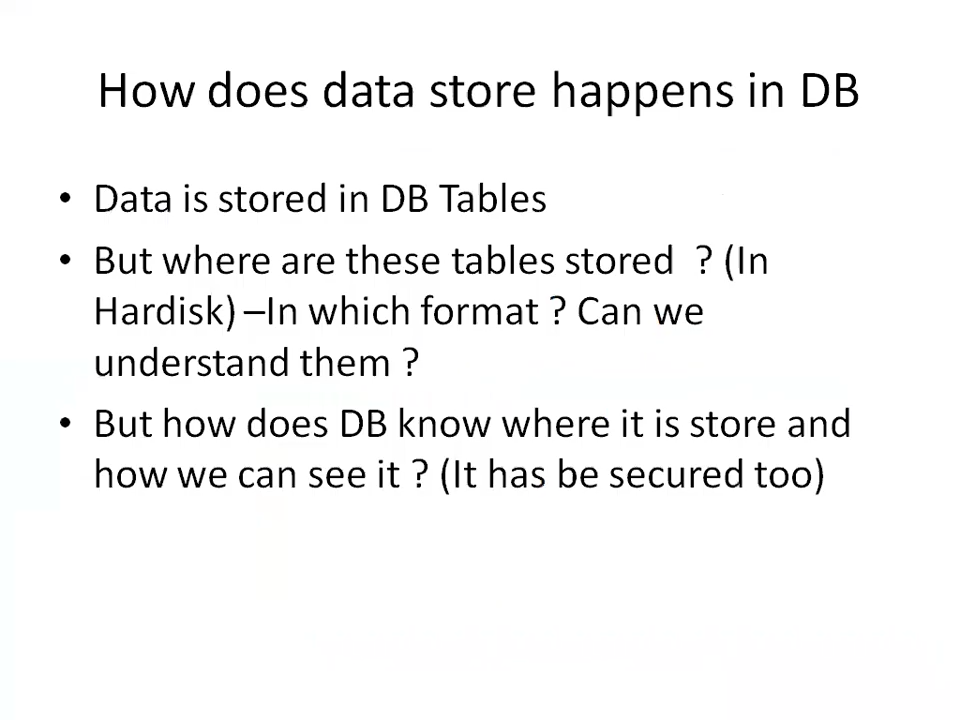 How does data store happens in DB
• Data is stored in DB Tables
• But where are these tables stored ? (In
Hardisk) –In which format ? Can we
understand them ?
• But how does DB know where it is store and
how we can see it ? (It has be secured too)